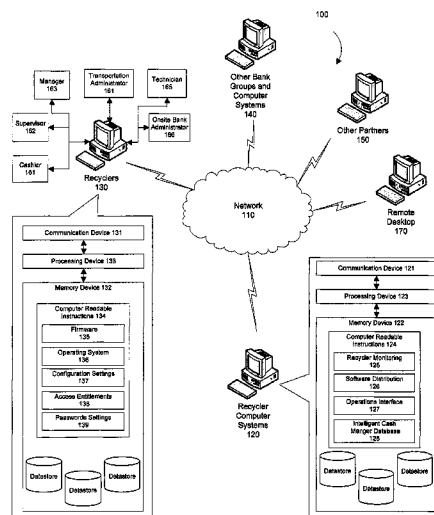 100
Manager
163
Transportation
Administrator
161
Technician
165
Supervisor
162
Onsite Bank
Administrator
166
Cashier
161
Recyclers
130
Other Bank
Groups and
Computer
Systems
140
Other Partners
150
Network
110
Remote
Desktop
170
Recycler
Computer
Systems
120
Communication Device 131
Processing Device 133
Memory Device 132
Computer Readable
Instructions 134
Firmware
135
Operating System
136
Configuration Settings
137
Access Entitlements
138
Passwords Settings
139
Datastore
Datastore
Datastore
Communication Device 121
Processing Device 123
Memory Device 122
Computer Readable
Instructions 124
Recycler Monitoring
125
Software Distribution
126
Operations Interface
127
Intelligent Cash
Manger Database
128
Datastore
Datastore
Datastore